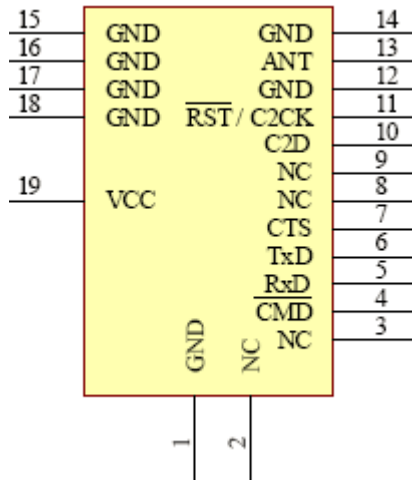 15 GND GND 14
16 GND ANT 13
17 GND GND 12
18 GND RST / C2CK 11
C2D 10
NC 9
19 VCC NC 8
CTS 7
TxD 6
RxD 5
CMD 4
NC 3
GND NC
1 2